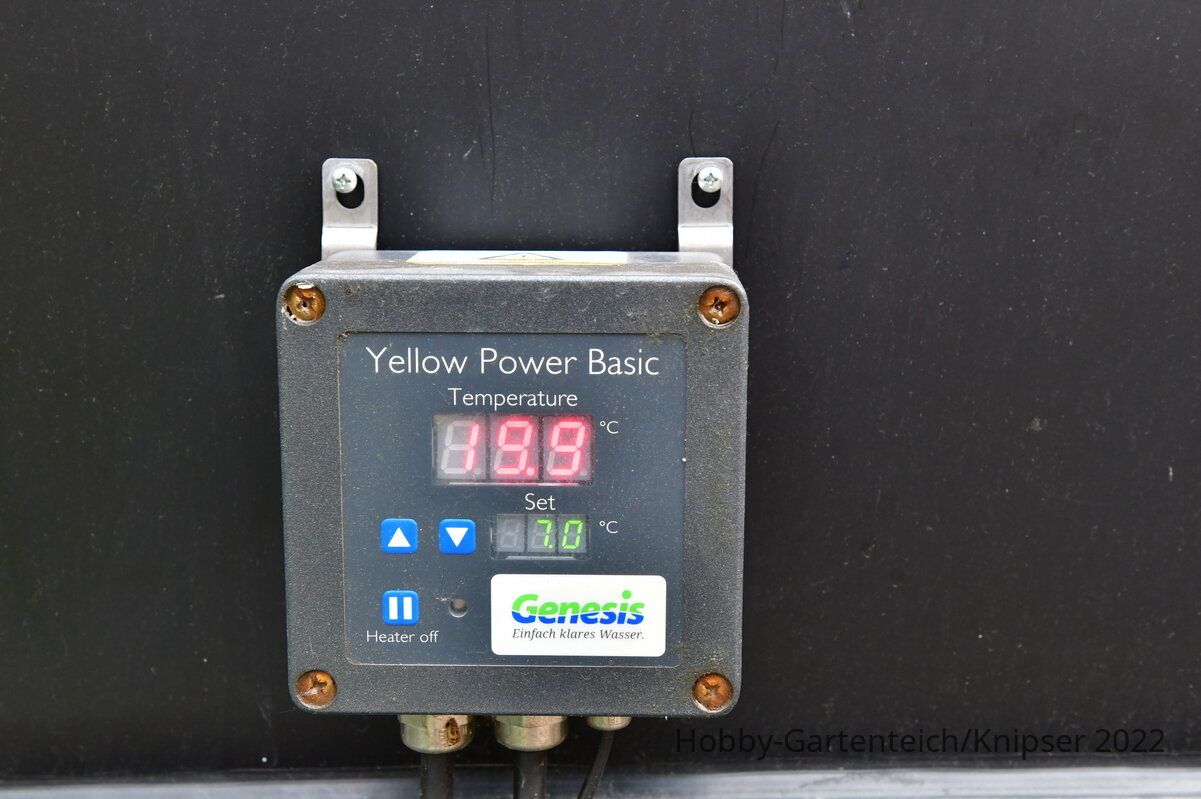 Yellow Power Basic
Temperature
19.9 °C
Set
7.0 °C
Heater off
Genesis
Einfach klares Wasser.
Hobby-Gartenteich/Knipser 2022